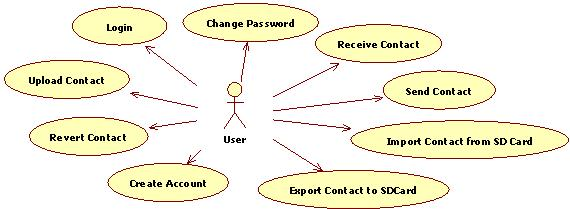 Login
Change Password
Receive Contact
Upload Contact
Send Contact
Revert Contact
User
Import Contact from SD Card
Create Account
Export Contact to SDCard